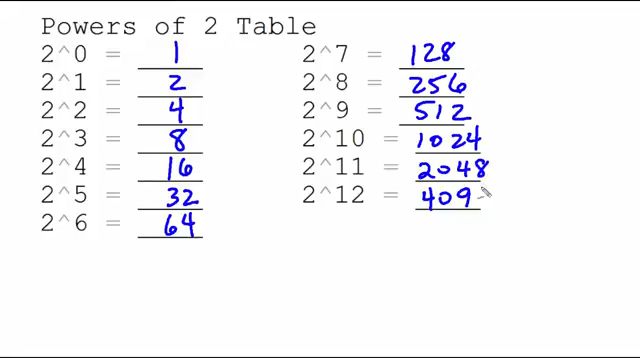 Powers of 2 Table
2^0 = 1
2^1 = 2
2^2 = 4
2^3 = 8
2^4 = 16
2^5 = 32
2^6 = 64
2^7 = 128
2^8 = 256
2^9 = 512
2^10 = 1024
2^11 = 2048
2^12 = 409